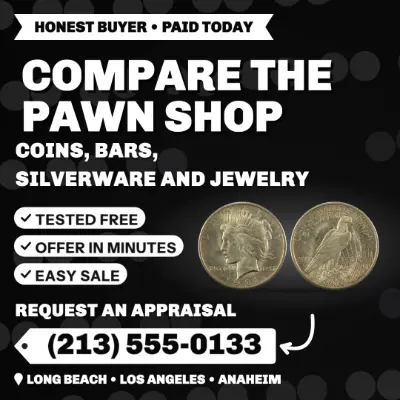 HONEST BUYER • PAID TODAY
COMPARE THE
PAWN SHOP
COINS, BARS,
SILVERWARE AND JEWELRY
TESTED FREE
OFFER IN MINUTES
EASY SALE
REQUEST AN APPRAISAL
(213) 555-0133
LONG BEACH • LOS ANGELES • ANAHEIM